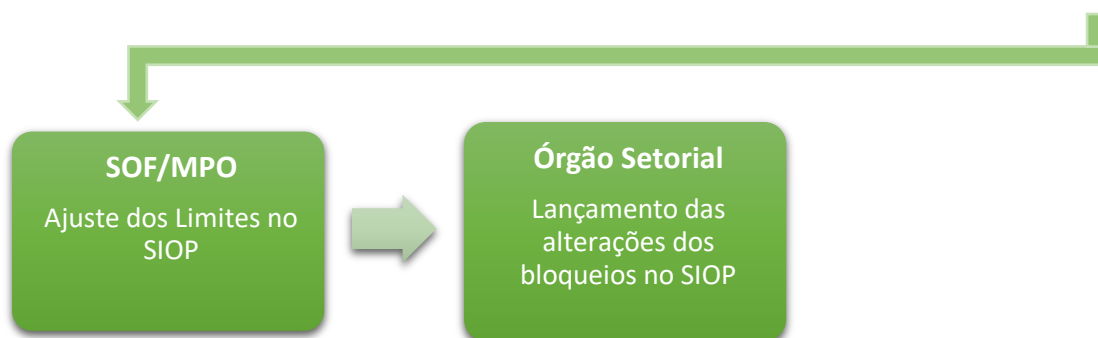 SOF/MPO
Ajuste dos Limites no
SIOP
Órgão Setorial
Lançamento das
alterações dos
bloqueios no SIOP